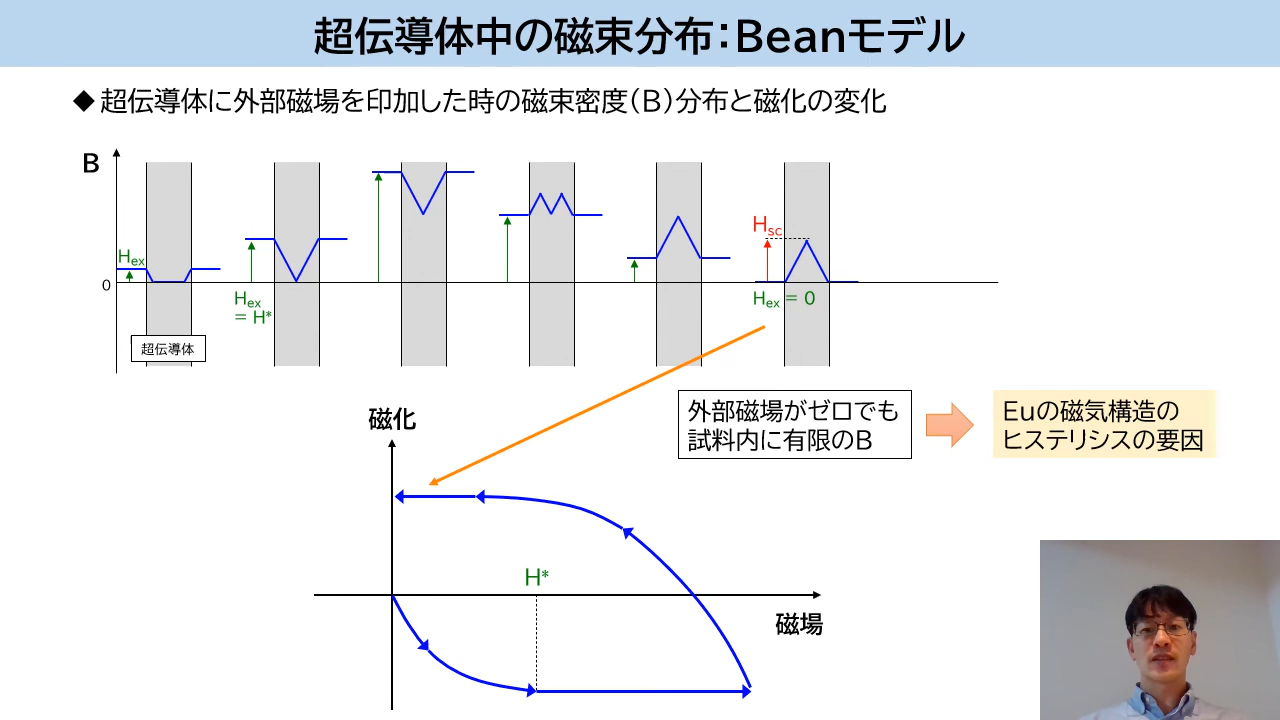 超伝導体中の磁束分布：Beanモデル
◆ 超伝導体に外部磁場を印加した時の磁束密度（B）分布と磁化の変化
B
Hex
0
Hex
= H*
超伝導体
Hsc
Hex = 0
外部磁場がゼロでも
試料内に有限のB
Euの磁気構造の
ヒステリシスの要因
磁化
H*
磁場